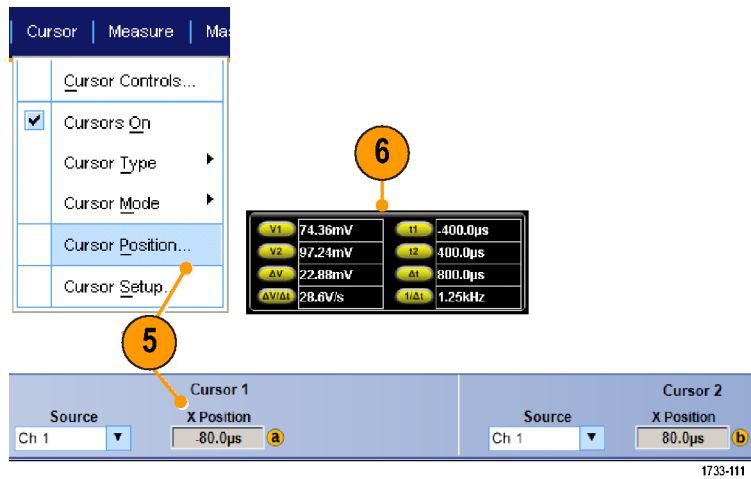 Cursor | Measure | Ma
Cursor Controls...
Cursors On
Cursor Type
Cursor Mode
Cursor Position...
Cursor Setup..
6
V1 74.36mV t1 -400.0µs
V2 97.24mV t2 400.0µs
ΔV 22.88mV Δt 800.0µs
ΔV/Δt 28.6V/s 1/Δt 1.25kHz
5
Cursor 1 Cursor 2
Source X Position Source X Position
Ch 1 -80.0µs a Ch 1 80.0µs b
1733-111